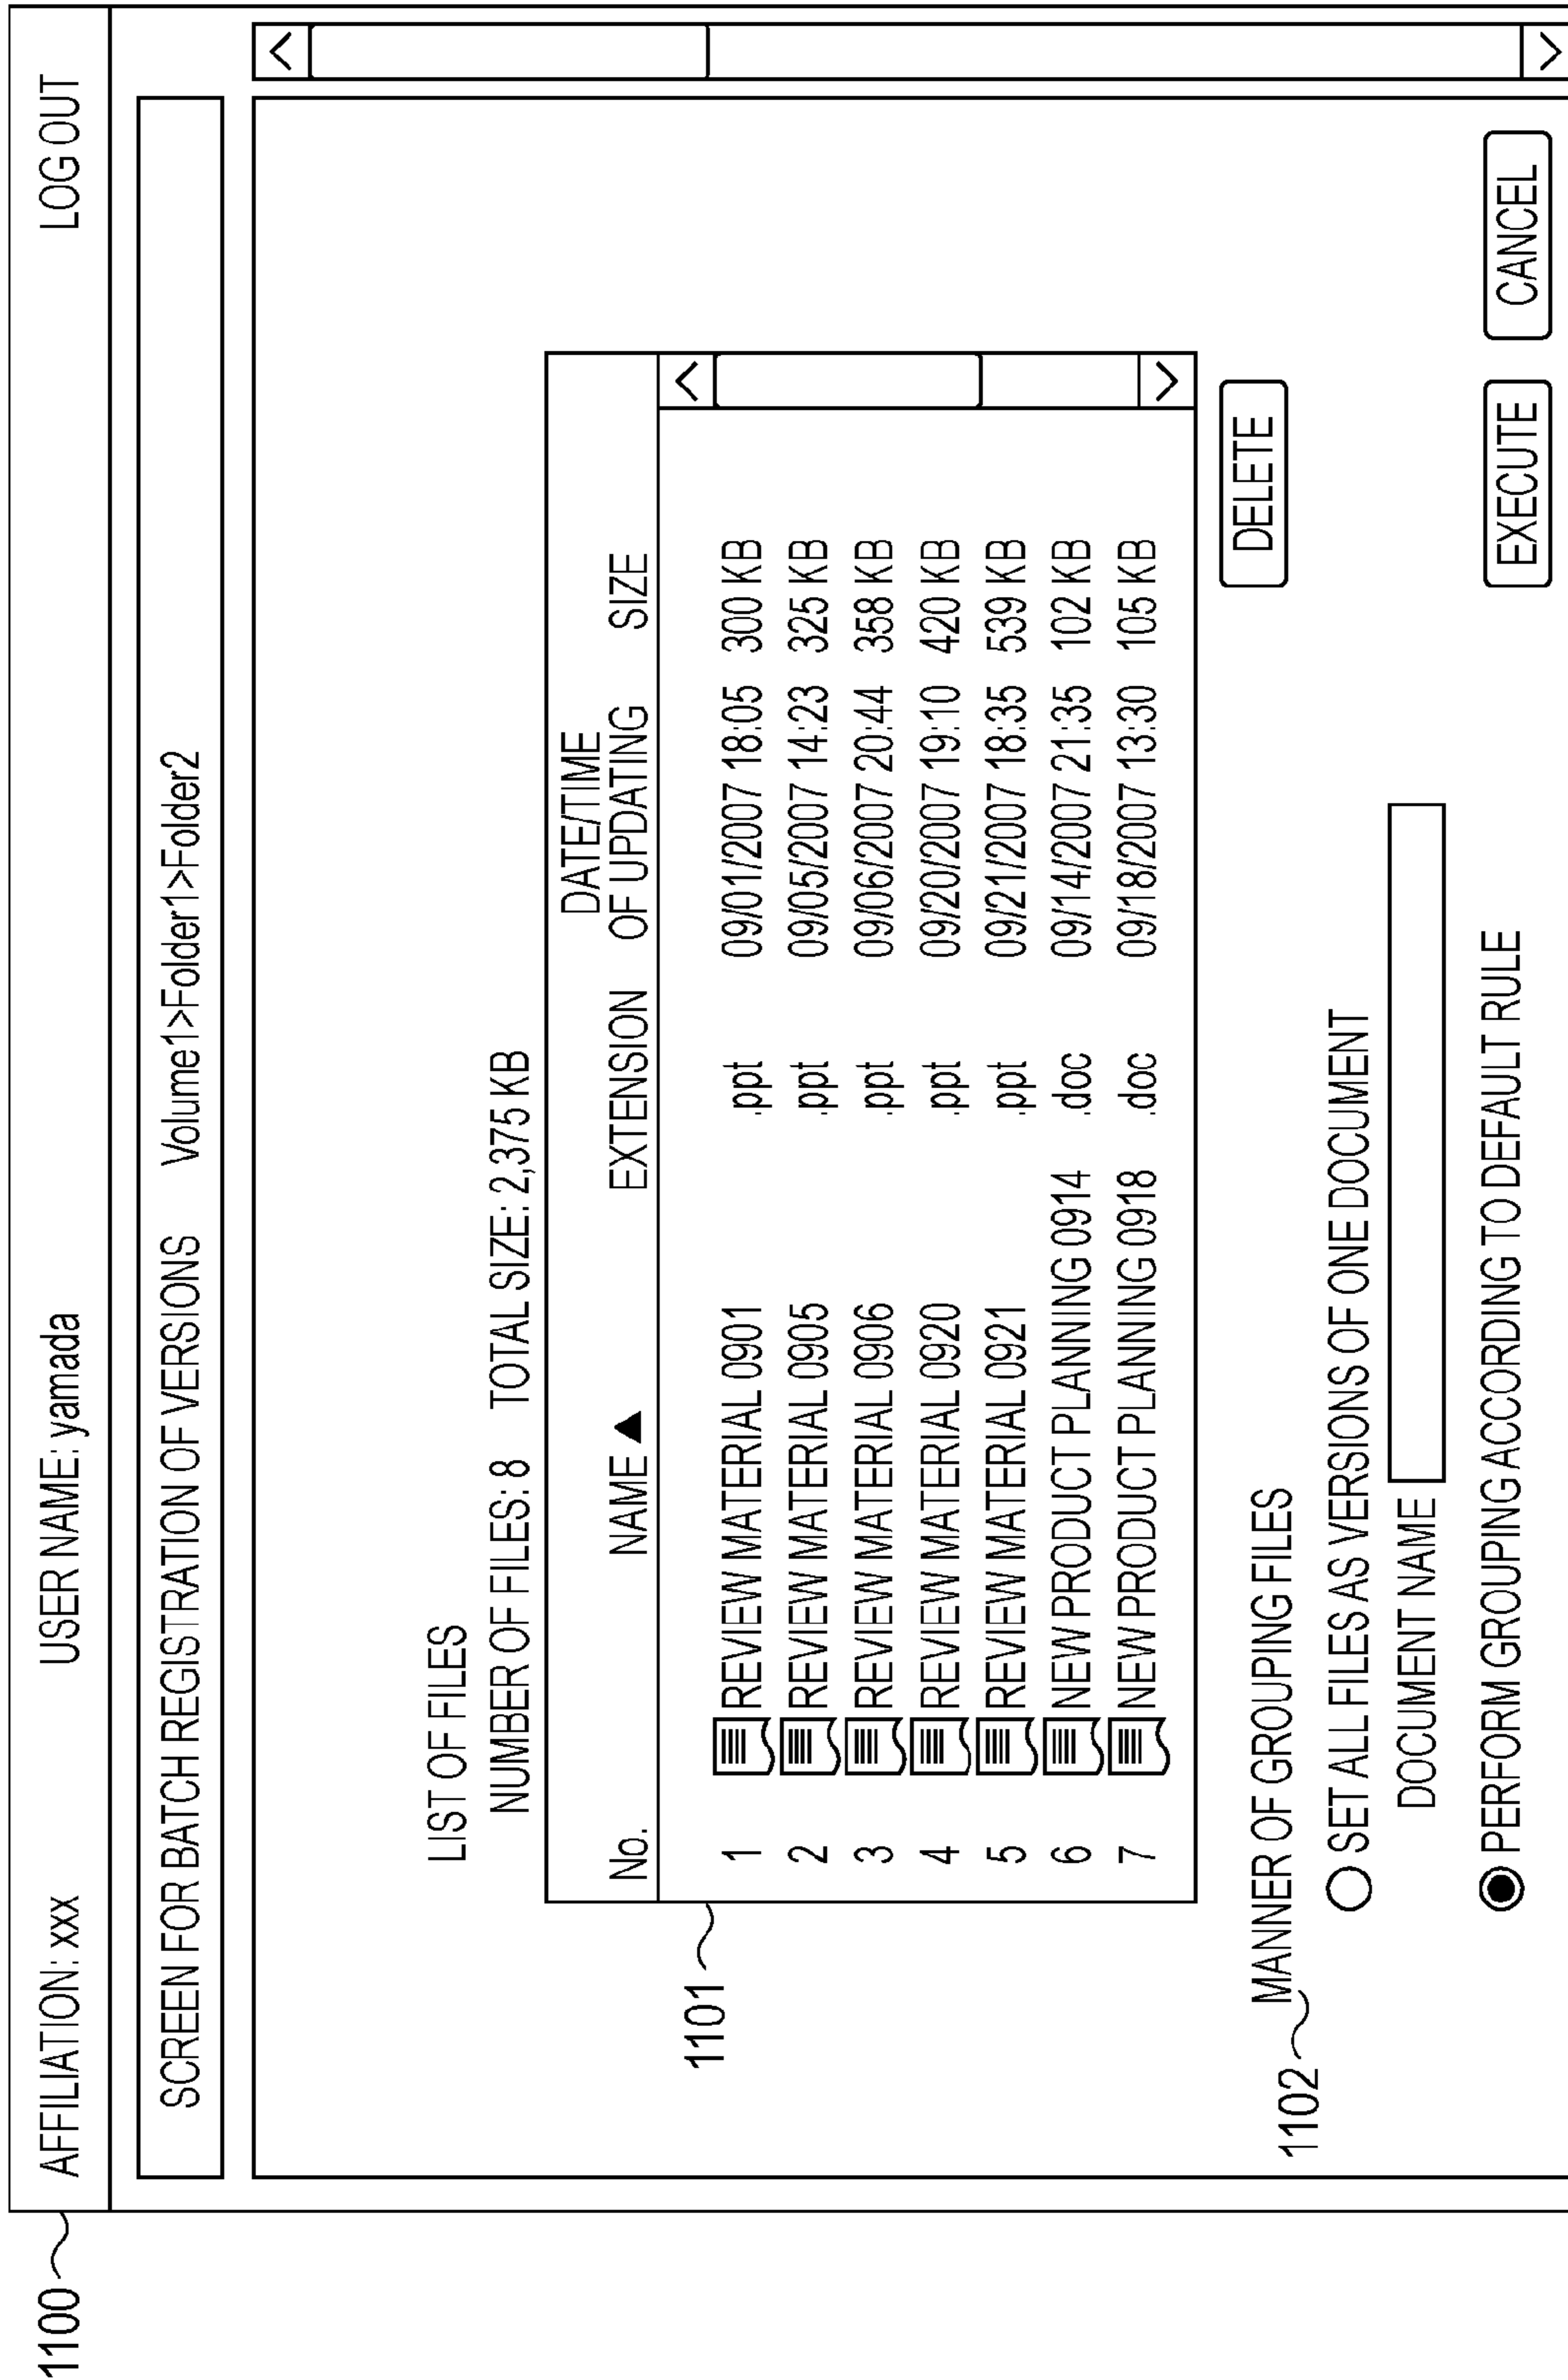 1100
AFFILIATION: xxx USER NAME: yamada LOG OUT
SCREEN FOR BATCH REGISTRATION OF VERSIONS Volume1>Folder1>Folder2
LIST OF FILES
NUMBER OF FILES: 8 TOTAL SIZE: 2,375 KB
1101
No. NAME ▲ EXTENSION DATE/TIME OF UPDATING SIZE
1 REVIEW MATERIAL 0901 .ppt 09/01/2007 18:05 300 KB
2 REVIEW MATERIAL 0905 .ppt 09/05/2007 14:23 325 KB
3 REVIEW MATERIAL 0906 .ppt 09/06/2007 20:44 358 KB
4 REVIEW MATERIAL 0920 .ppt 09/20/2007 19:10 420 KB
5 REVIEW MATERIAL 0921 .ppt 09/21/2007 18:35 539 KB
6 NEW PRODUCT PLANNING 0914 .doc 09/14/2007 21:35 102 KB
7 NEW PRODUCT PLANNING 0918 .doc 09/18/2007 13:30 105 KB
DELETE
1102
MANNER OF GROUPING FILES
SET ALL FILES AS VERSIONS OF ONE DOCUMENT
DOCUMENT NAME
PERFORM GROUPING ACCORDING TO DEFAULT RULE
EXECUTE CANCEL